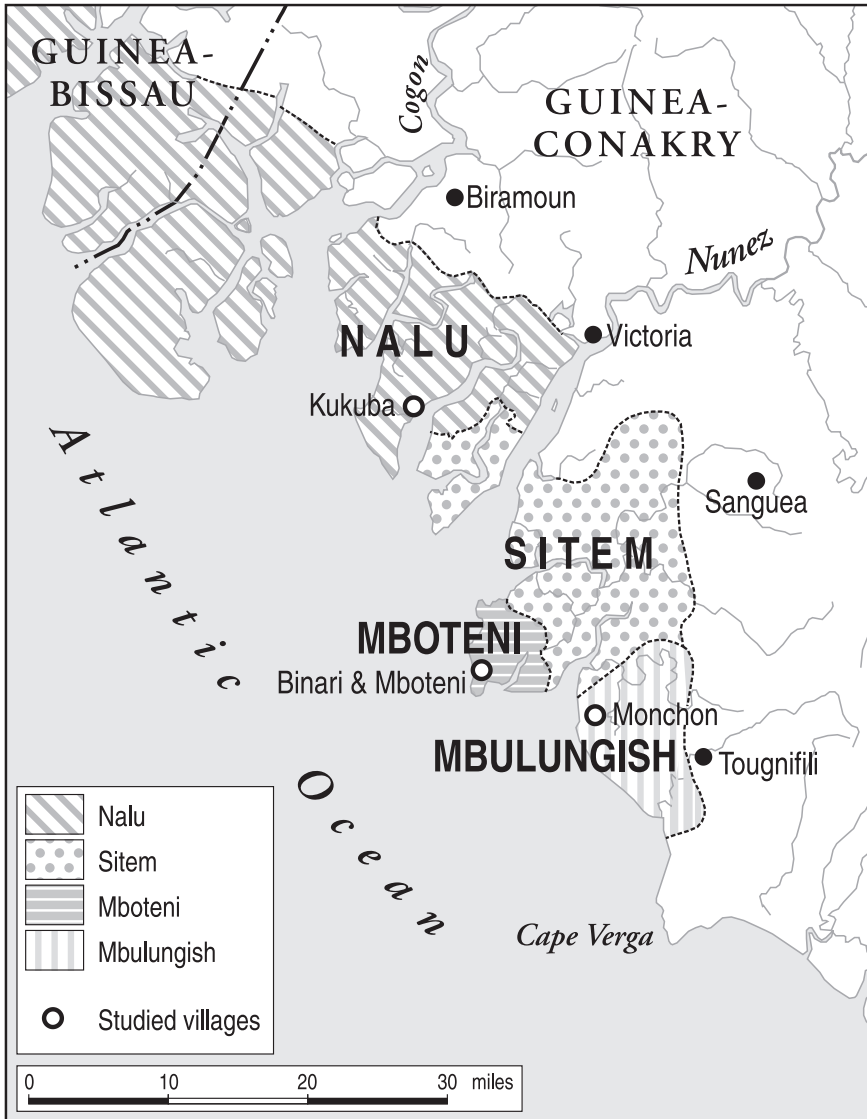 GUINEA-
BISSAU
Cogon
GUINEA-
CONAKRY
Biramoun
Nunez
NALU
Victoria
Kukuba
Atlantic
Ocean
Sanguea
SITEM
MBOTENI
Binari & Mboteni
Monchon
MBULUNGISH
Tougnifili
Cape Verga
Nalu
Sitem
Mboteni
Mbulungish
Studied villages
0 10 20 30 miles